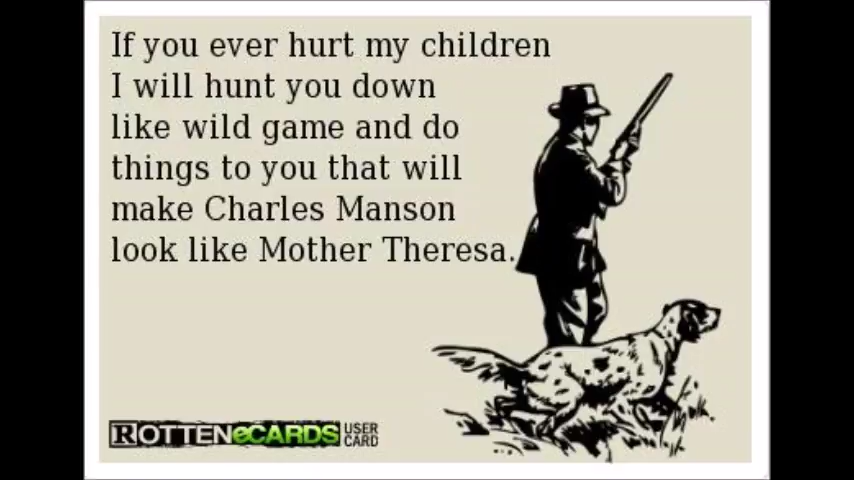 If you ever hurt my children
I will hunt you down
like wild game and do
things to you that will
make Charles Manson
look like Mother Theresa.
ROTTENeCARDS USER
CARD